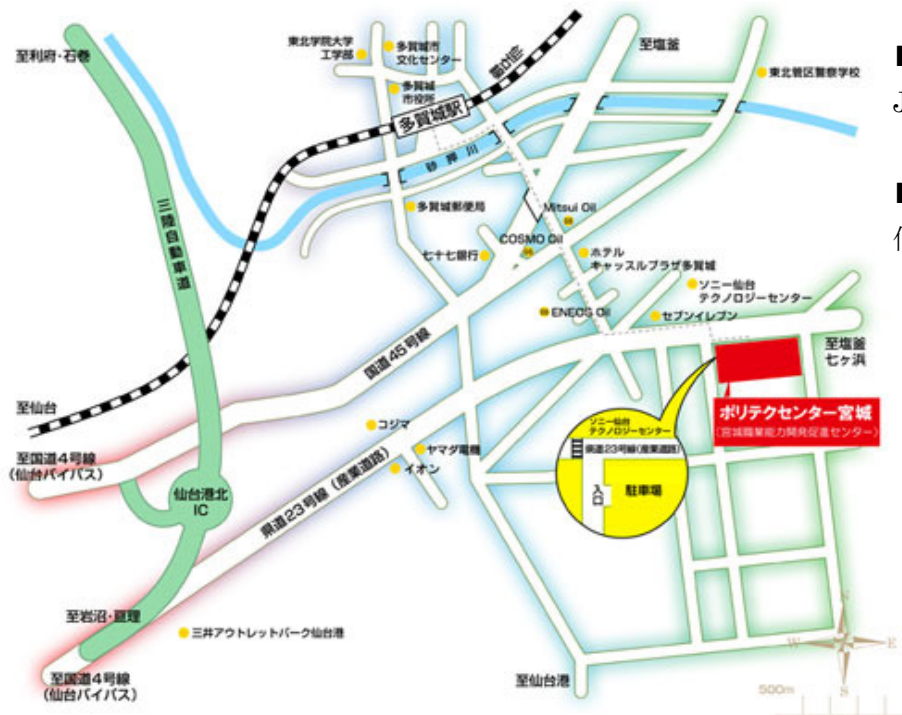 至利府・石巻
東北学院大学
工学部
多賀城市
文化センター
多賀城
市役所
JR仙石線
多賀城駅
至塩釜
東北管区警察学校
砂押川
三陸自動車道
多賀城郵便局
Mitsui Oil
COSMO Oil
七十七銀行
ホテル
キャッスルプラザ多賀城
ソニー仙台
テクノロジーセンター
ENEOS Oil
セブンイレブン
至塩釜
七ヶ浜
国道45号線
至仙台
ポリテクセンター宮城
(宮城職業能力開発促進センター)
コジマ
ヤマダ電機
イオン
ソニー仙台
テクノロジーセンター
県道23号線(産業道路)
入口
駐車場
至国道4号線
(仙台バイパス)
仙台港北
IC
県道23号線(産業道路)
至岩沼・亘理
三井アウトレットパーク仙台港
至国道4号線
(仙台バイパス)
至仙台港
N
W
E
S
500m